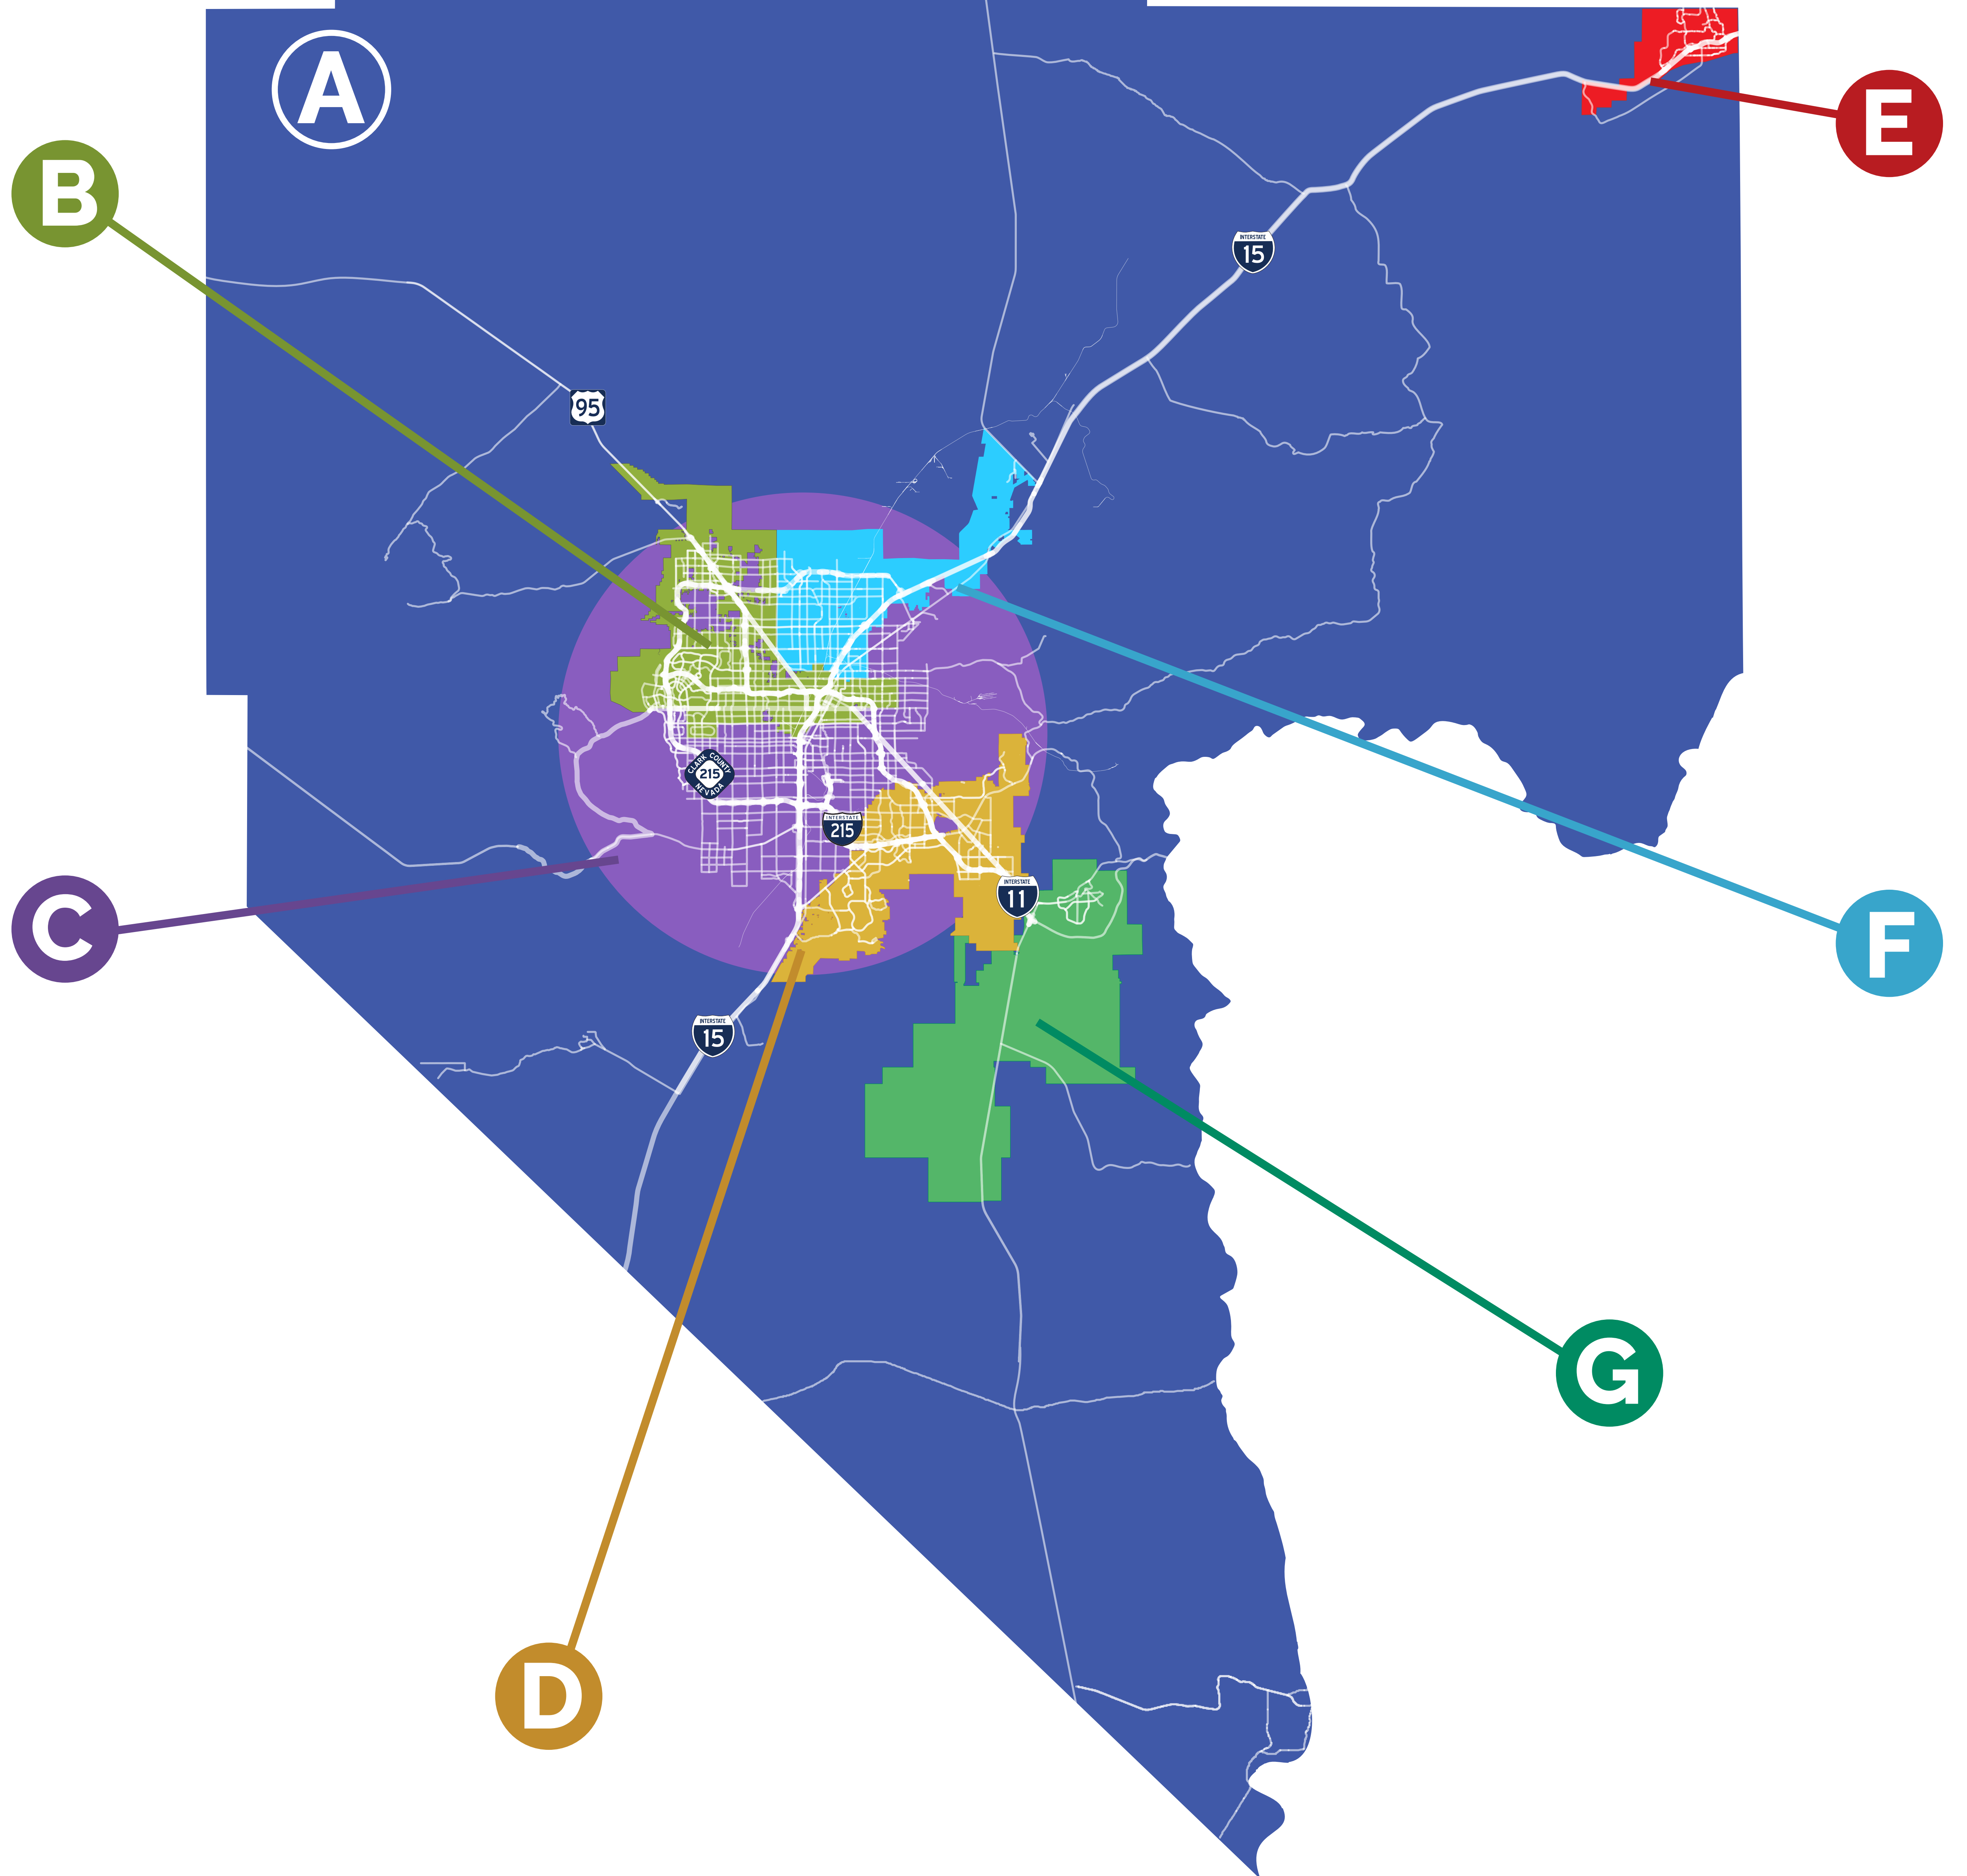 A
E
B
INTERSTATE
15
95
CLARK COUNTY
215
NEVADA
INTERSTATE
215
INTERSTATE
11
C
F
INTERSTATE
15
G
D